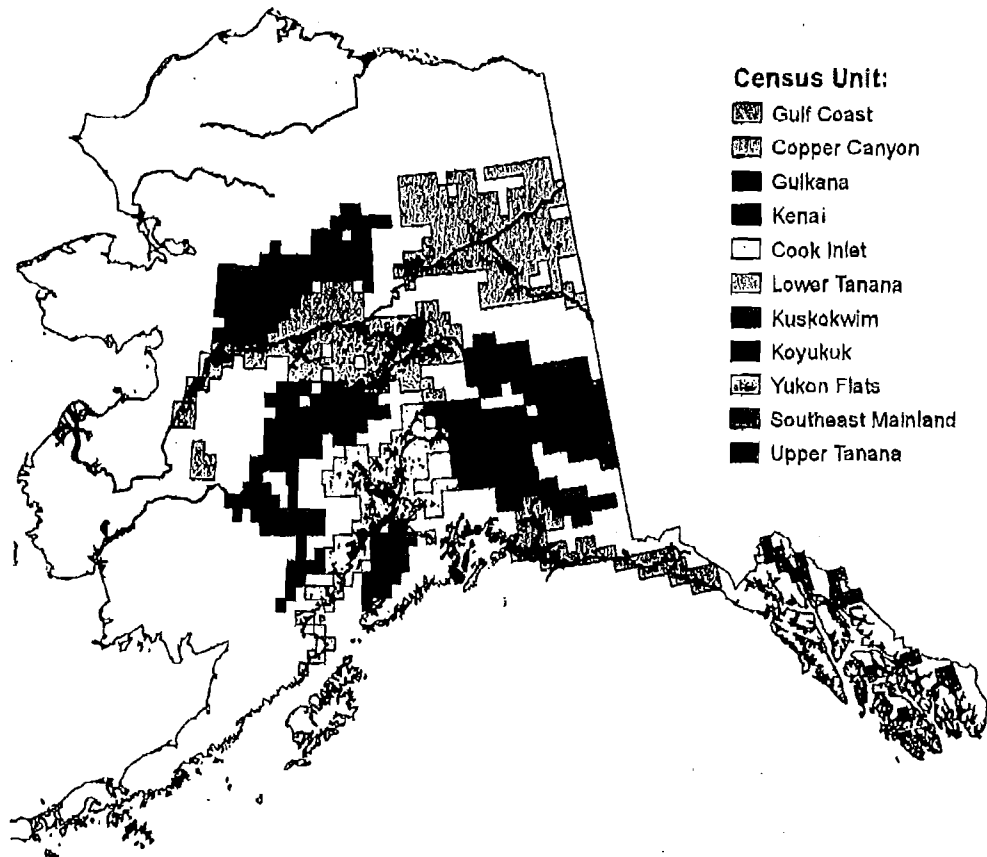 Census Unit:
Gulf Coast
Copper Canyon
Gulkana
Kenai
Cook Inlet
Lower Tanana
Kuskokwim
Koyukuk
Yukon Flats
Southeast Mainland
Upper Tanana